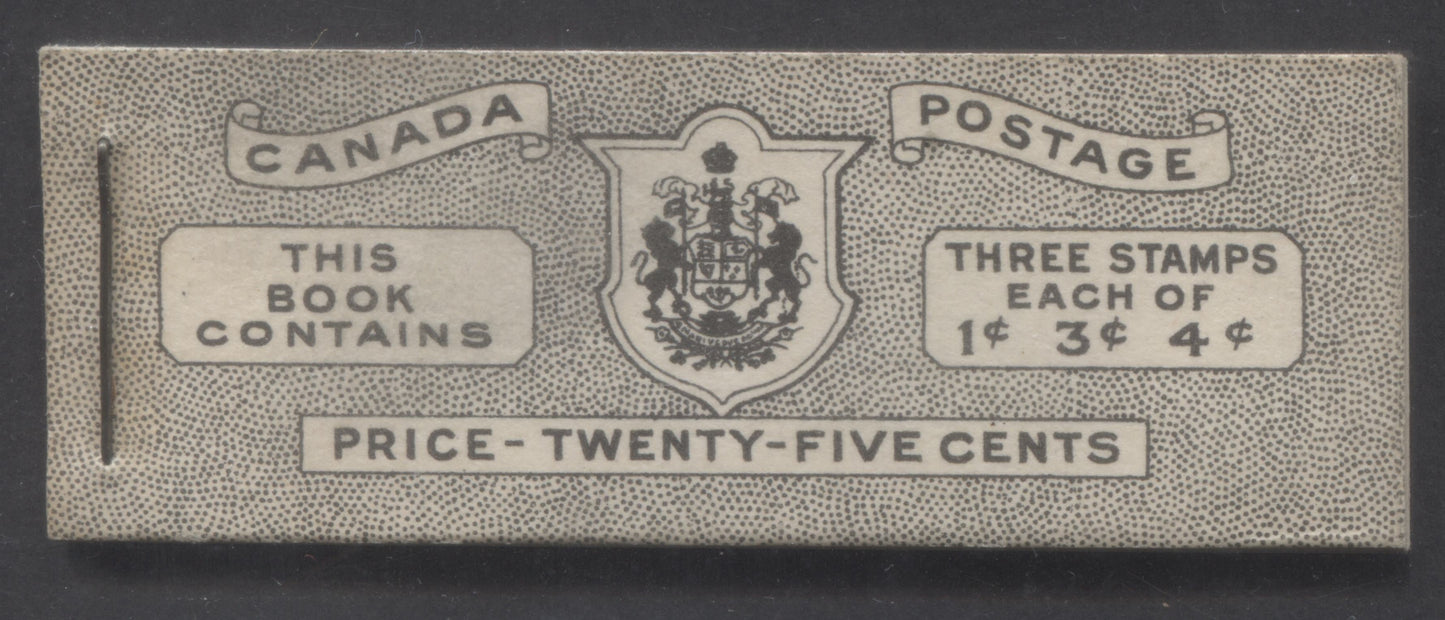 CANADA
POSTAGE
THIS
BOOK
CONTAINS
THREE STAMPS
EACH OF
1¢ 3¢ 4¢
PRICE - TWENTY-FIVE CENTS